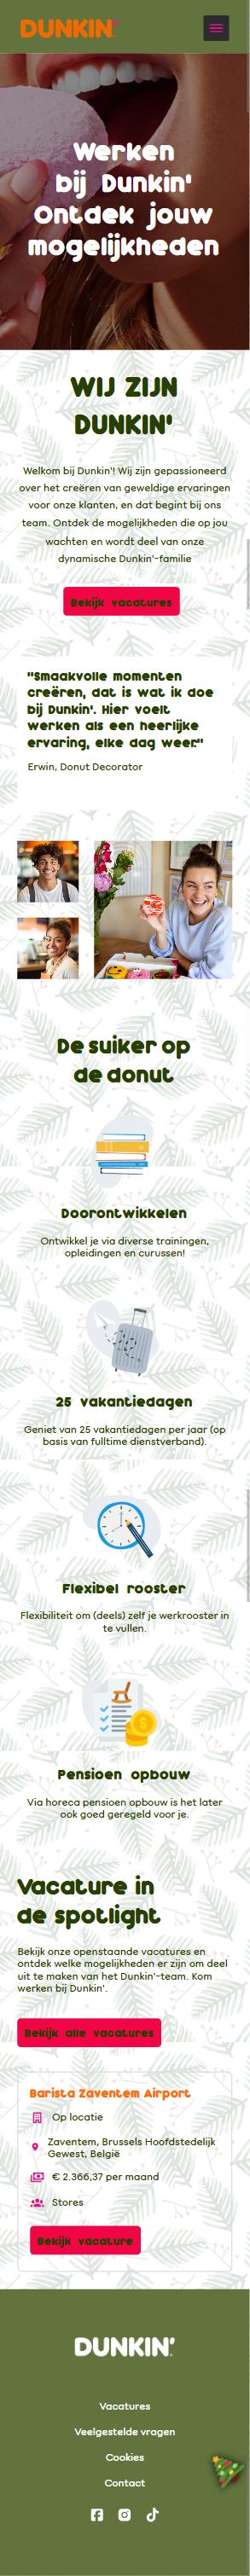 DUNKIN'
Werken
bij Dunkin'
Ontdek jouw
mogelijkheden
WIJ ZIJN
DUNKIN'
Welkom bij Dunkin'! Wij zijn gepassioneerd
over het creëren van geweldige ervaringen
voor onze klanten, en dat begint bij ons
team. Ontdek de mogelijkheden die op jou
wachten en wordt deel van onze
dynamische Dunkin'-familie
Bekijk vacatures
"Smaakvolle momenten
creëren, dat is wat ik doe
bij Dunkin'. Hier voelt
werken als een heerlijke
ervaring, elke dag weer."
Erwin, Donut Decorator
De suiker op
de donut
Doorontwikkelen
Ontwikkel je via diverse trainingen,
opleidingen en curussen!
25 vakantiedagen
Geniet van 25 vakantiedagen per jaar (op
basis van fulltime dienstverband).
Flexibel rooster
Flexibiliteit om (deels) zelf je werkrooster in
te vullen.
Pensioen opbouw
Via horeca pensioen opbouw is het later
ook goed geregeld voor je.
Vacature in
de spotlight
Bekijk onze openstaande vacatures en
ontdek welke mogelijkheden er zijn om deel
uit te maken van het Dunkin'-team. Kom
werken bij Dunkin'.
Bekijk alle vacatures
Barista Zaventem Airport
Op locatie
Zaventem, Brussels Hoofdstedelijk
Gewest, België
€ 2.366,37 per maand
Stores
Bekijk vacature
DUNKIN'
Vacatures
Veelgestelde vragen
Cookies
Contact